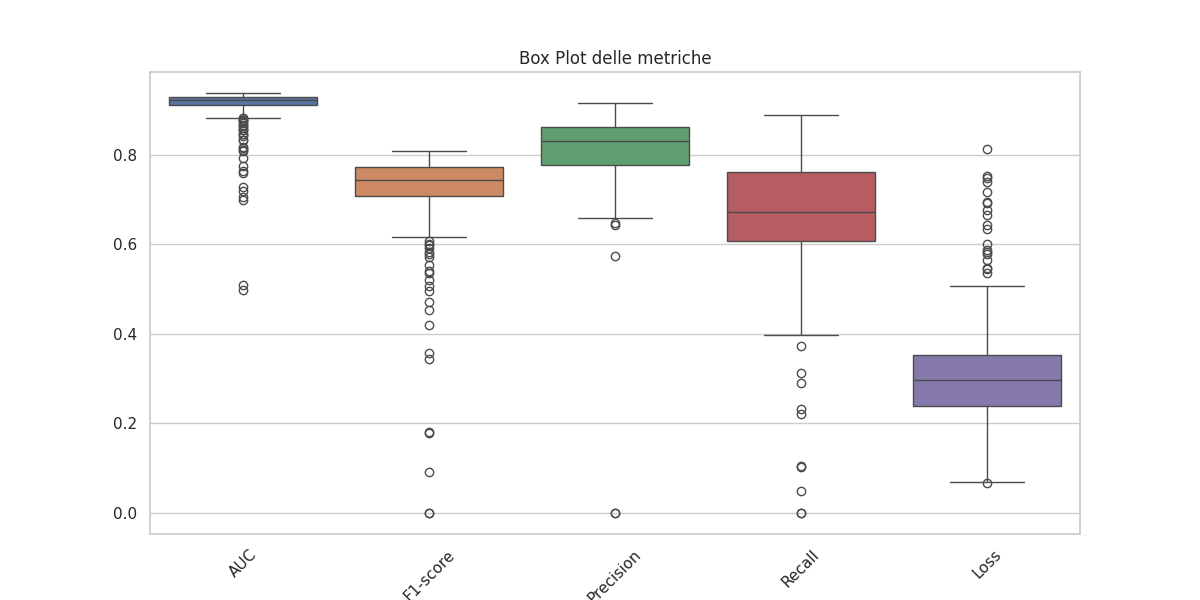 Box Plot delle metriche
0.8
0.6
0.4
0.2
0.0
AUC
F1-score
Precision
Recall
Loss